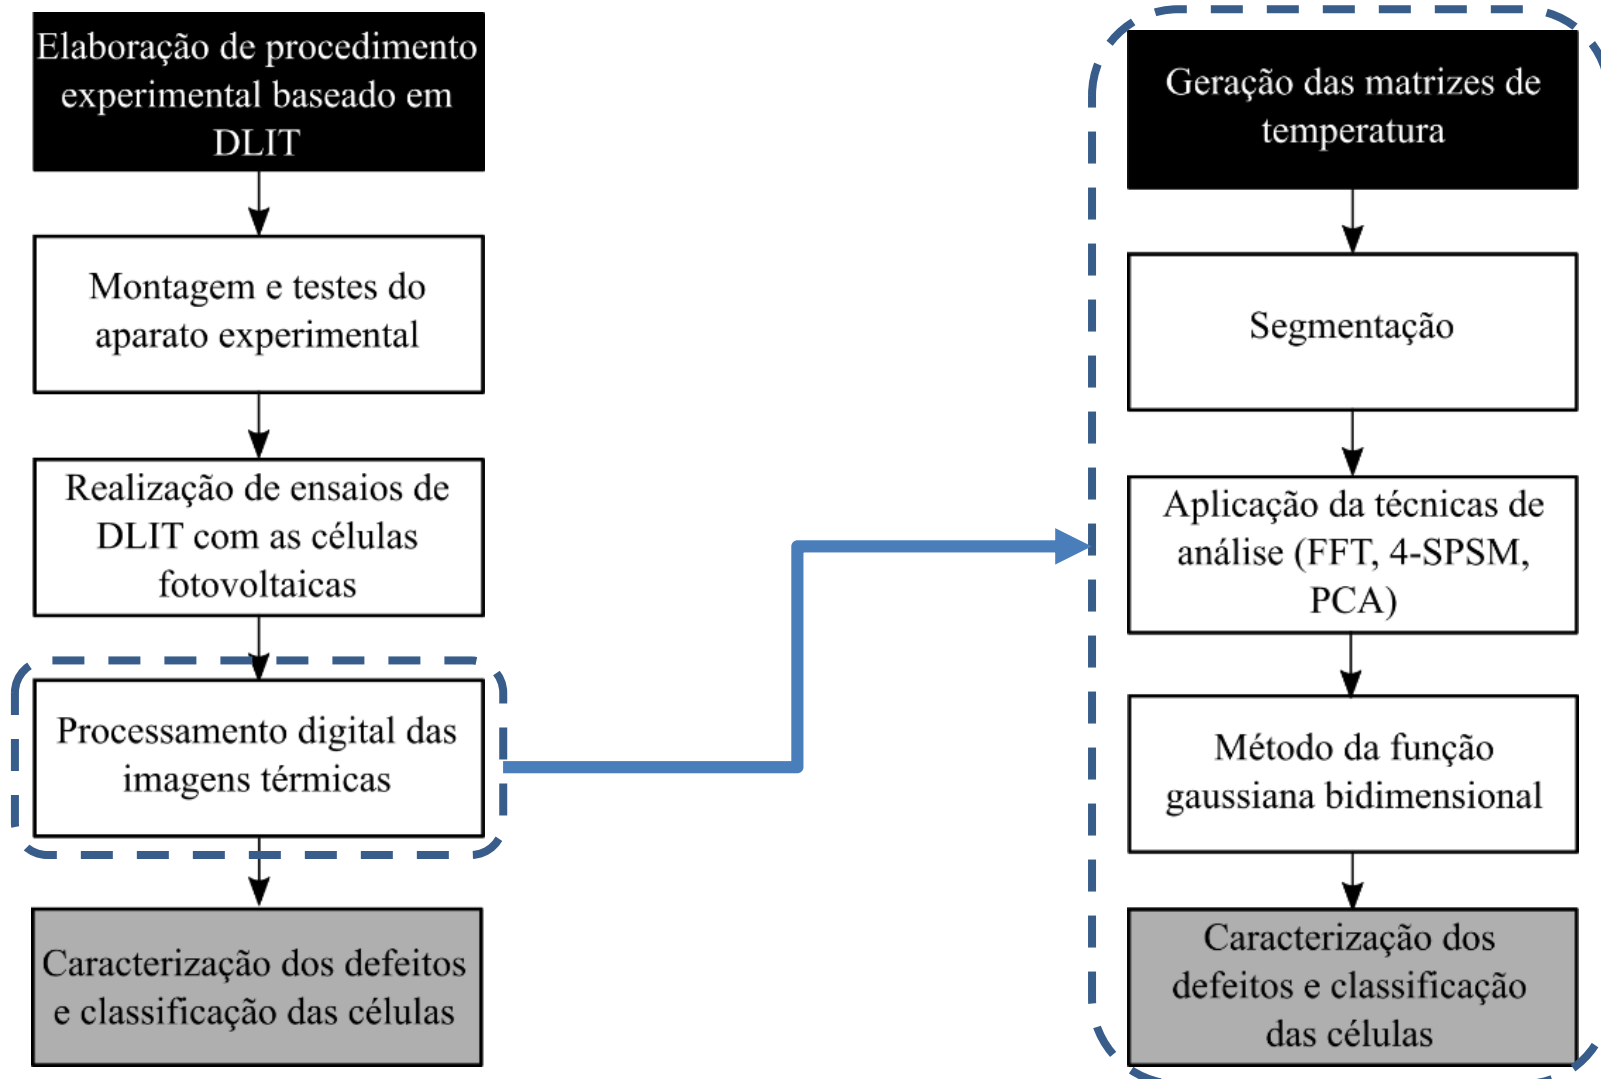 Elaboração de procedimento
experimental baseado em
DLIT
Montagem e testes do
aparato experimental
Realização de ensaios de
DLIT com as células
fotovoltaicas
Processamento digital das
imagens térmicas
Caracterização dos defeitos
e classificação das células
Geração das matrizes de
temperatura
Segmentação
Aplicação da técnicas de
análise (FFT, 4-SPSM,
PCA)
Método da função
gaussiana bidimensional
Caracterização dos
defeitos e classificação
das células